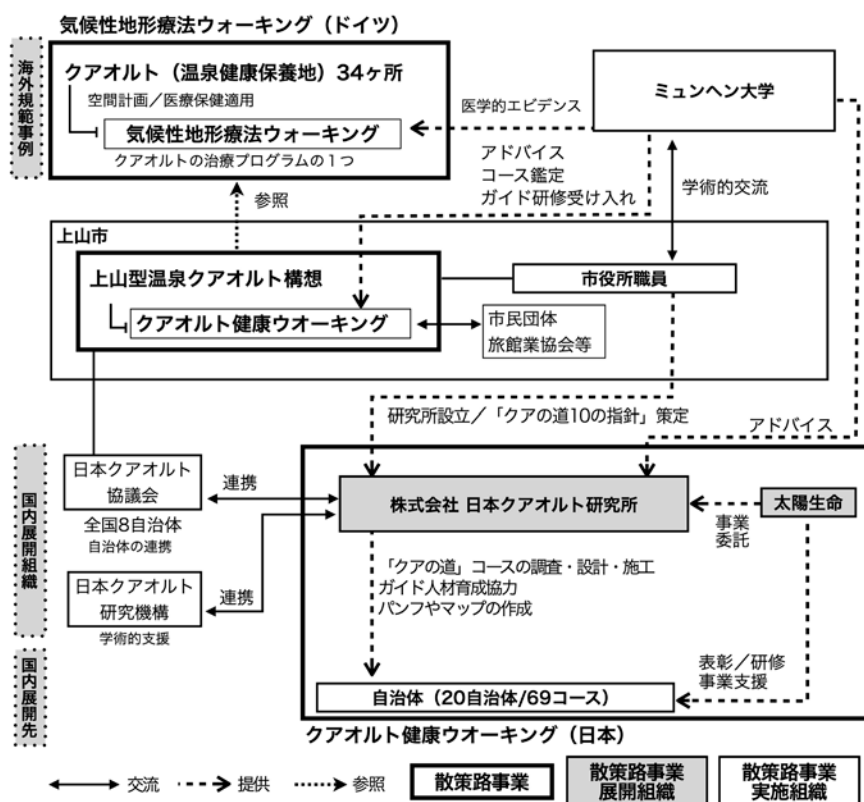 気候性地形療法ウォーキング（ドイツ）
海外規範事例
クアオルト（温泉健康保養地）34ヶ所
空間計画／医療保健適用
気候性地形療法ウォーキング
クアオルトの治療プログラムの１つ
医学的エビデンス
ミュンヘン大学
アドバイス
コース鑑定
ガイド研修受け入れ
学術的交流
参照
上山市
上山型温泉クアオルト構想
クアオルト健康ウオーキング
市役所職員
市民団体
旅館業協会等
研究所設立／「クアの道10の指針」策定
アドバイス
国内展開組織
日本クアオルト
協議会
全国8自治体
自治体の連携
連携
株式会社 日本クアオルト研究所
太陽生命
事業
委託
日本クアオルト
研究機構
学術的支援
連携
「クアの道」コースの調査・設計・施工
ガイド人材育成協力
パンフやマップの作成
表彰／研修
事業支援
国内展開先
自治体（20自治体/69コース）
クアオルト健康ウオーキング（日本）
交流
提供
参照
散策路事業
散策路事業
展開組織
散策路事業
実施組織